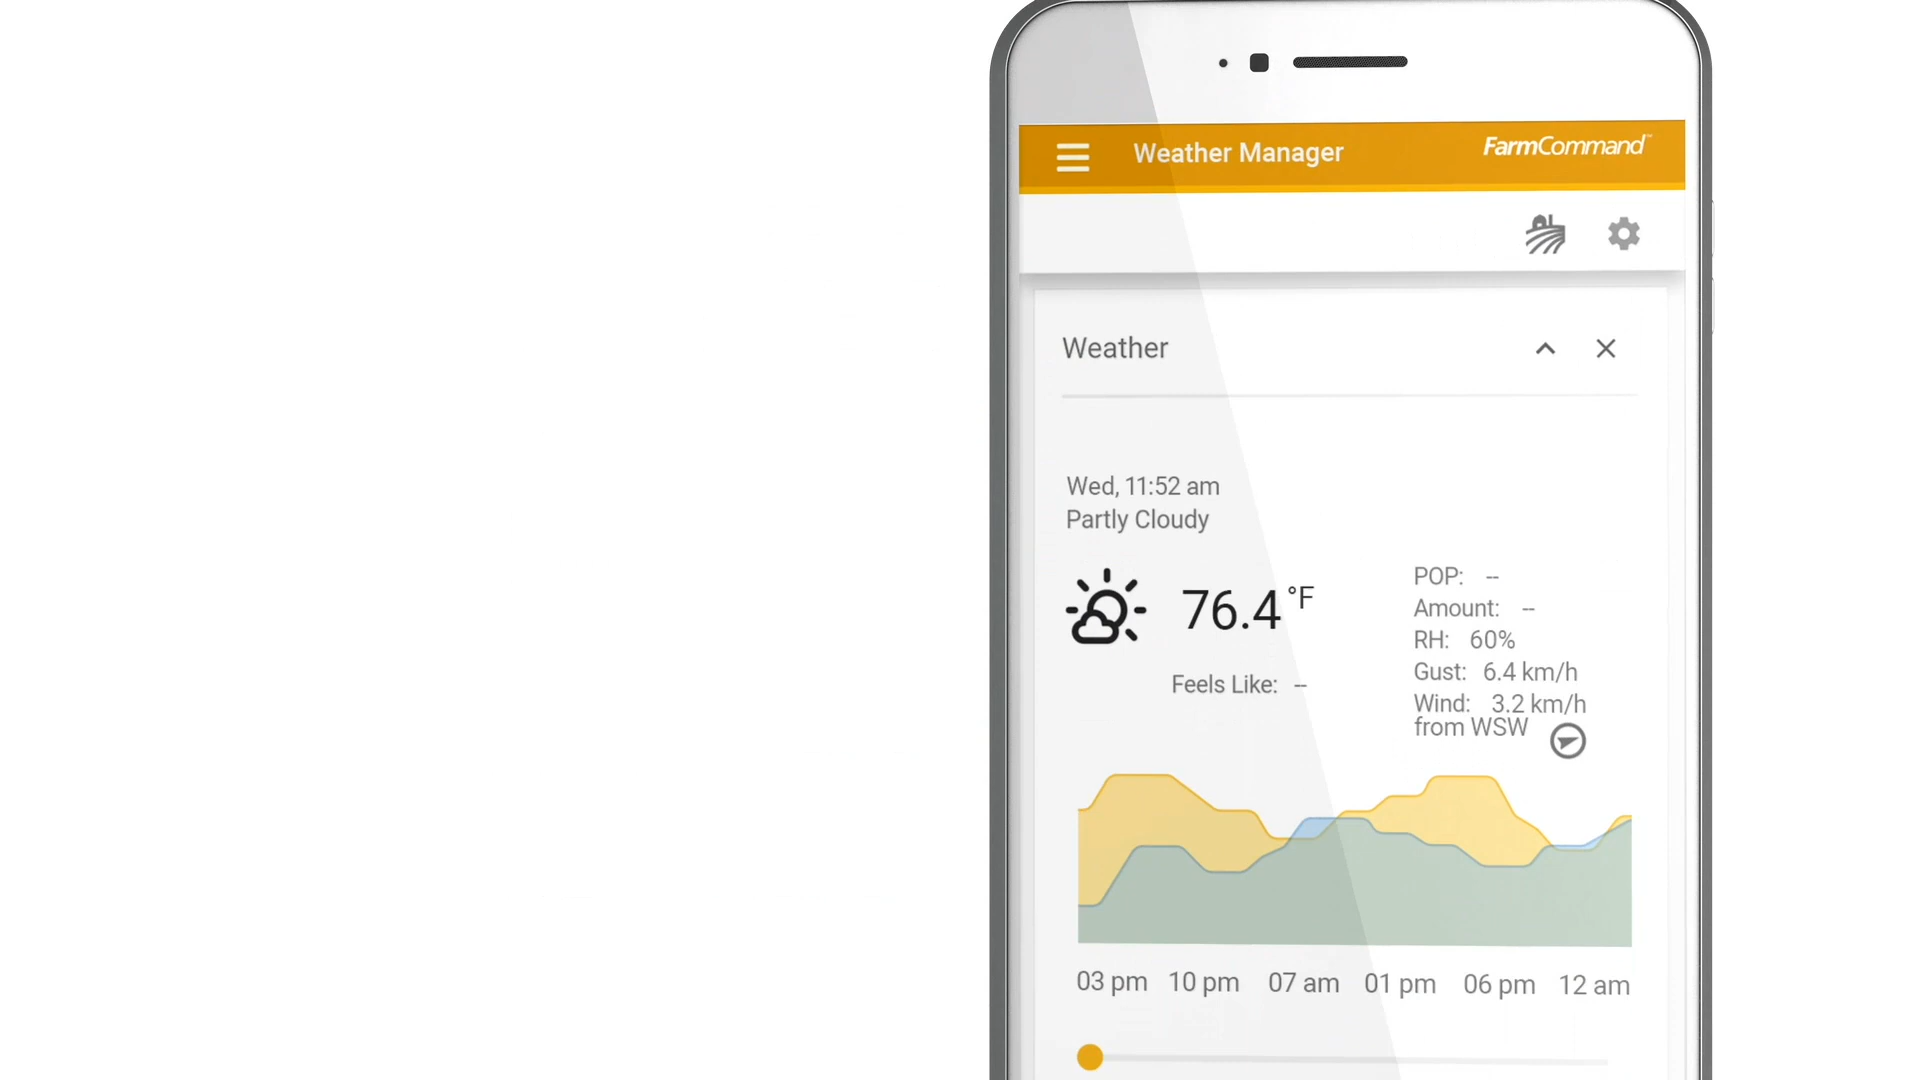 Weather Manager
FarmCommand™
Weather
Wed, 11:52 am
Partly Cloudy
76.4 °F
Feels Like: --
POP: --
Amount: --
RH: 60%
Gust: 6.4 km/h
Wind: 3.2 km/h
from WSW
03 pm 10 pm 07 am 01 pm 06 pm 12 am